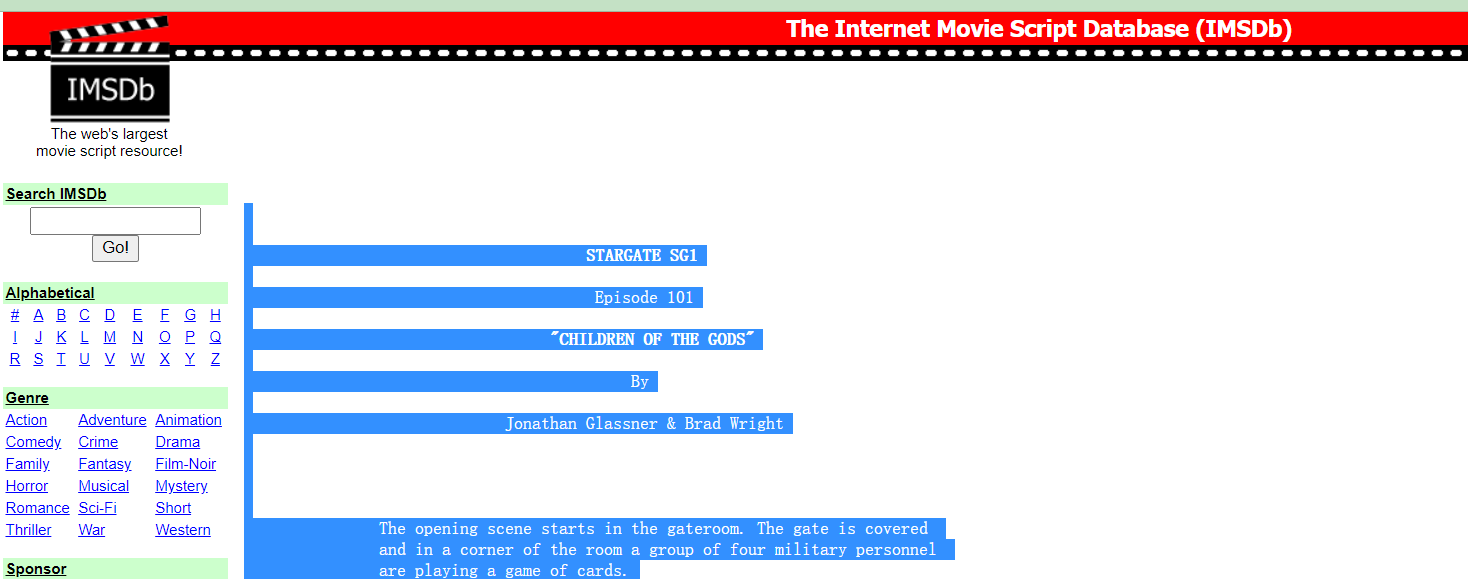 The Internet Movie Script Database (IMSDb)
IMSDb
The web's largest
movie script resource!
Search IMSDb
Go!
Alphabetical
# A B C D E F G H
I J K L M N O P Q
R S T U V W X Y Z
Genre
Action Adventure Animation
Comedy Crime Drama
Family Fantasy Film-Noir
Horror Musical Mystery
Romance Sci-Fi Short
Thriller War Western
Sponsor
STARGATE SG1
Episode 101
"CHILDREN OF THE GODS"
By
Jonathan Glassner & Brad Wright
The opening scene starts in the gateroom. The gate is covered
and in a corner of the room a group of four military personnel
are playing a game of cards.